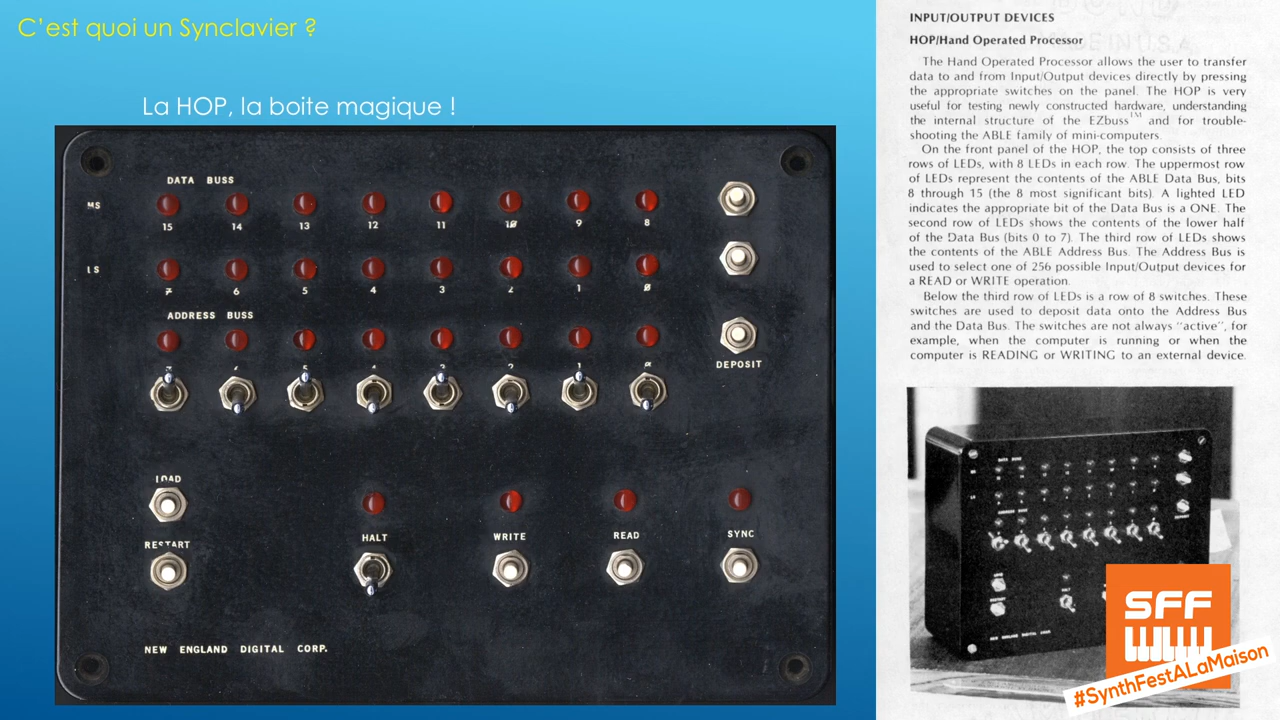 C'est quoi un Synclavier ?
La HOP, la boite magique !
DATA BUSS
MS
15 14 13 12 11 10 9 8
LS
7 6 5 4 3 2 1 0
ADDRESS BUSS
DEPOSIT
LOAD
RESTART
HALT WRITE READ SYNC
NEW ENGLAND DIGITAL CORP.
INPUT/OUTPUT DEVICES
HOP/Hand Operated Processor
The Hand Operated Processor allows the user to transfer
data to and from Input/Output devices directly by pressing
the appropriate switches on the panel. The HOP is very
useful for testing newly constructed hardware, understanding
the internal structure of the EZbuss™ and for trouble-
shooting the ABLE family of mini-computers.
On the front panel of the HOP, the top consists of three
rows of LEDs, with 8 LEDs in each row. The uppermost row
of LEDs represent the contents of the ABLE Data Bus, bits
8 through 15 (the 8 most significant bits). A lighted LED
indicates the appropriate bit of the Data Bus is a ONE. The
second row of LEDs shows the contents of the lower half
of the Data Bus (bits 0 to 7). The third row of LEDs shows
the contents of ABLE Address Bus. The Address Bus is
used to select one of 256 possible Input/Output devices for
a READ or WRITE operation.
Below the third row of LEDs is a row of 8 switches. These
switches are used to deposit data onto the Address Bus
and the Data Bus. The switches are not always "active", for
example, when the computer is running or when the
computer is READING or WRITING to an external device.
SFF
#SynthFestALaMaison